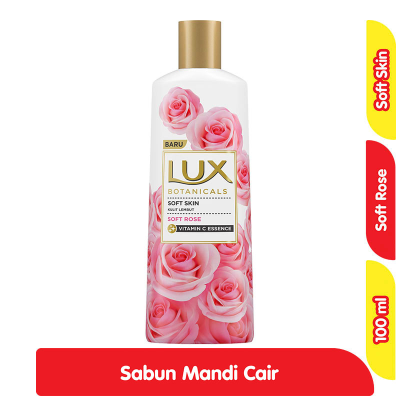 BARU
LUX
BOTANICALS
SOFT SKIN
KULIT LEMBUT
SOFT ROSE
VITAMIN C ESSENCE
Soft Skin
Soft Rose
100 ml
Sabun Mandi Cair